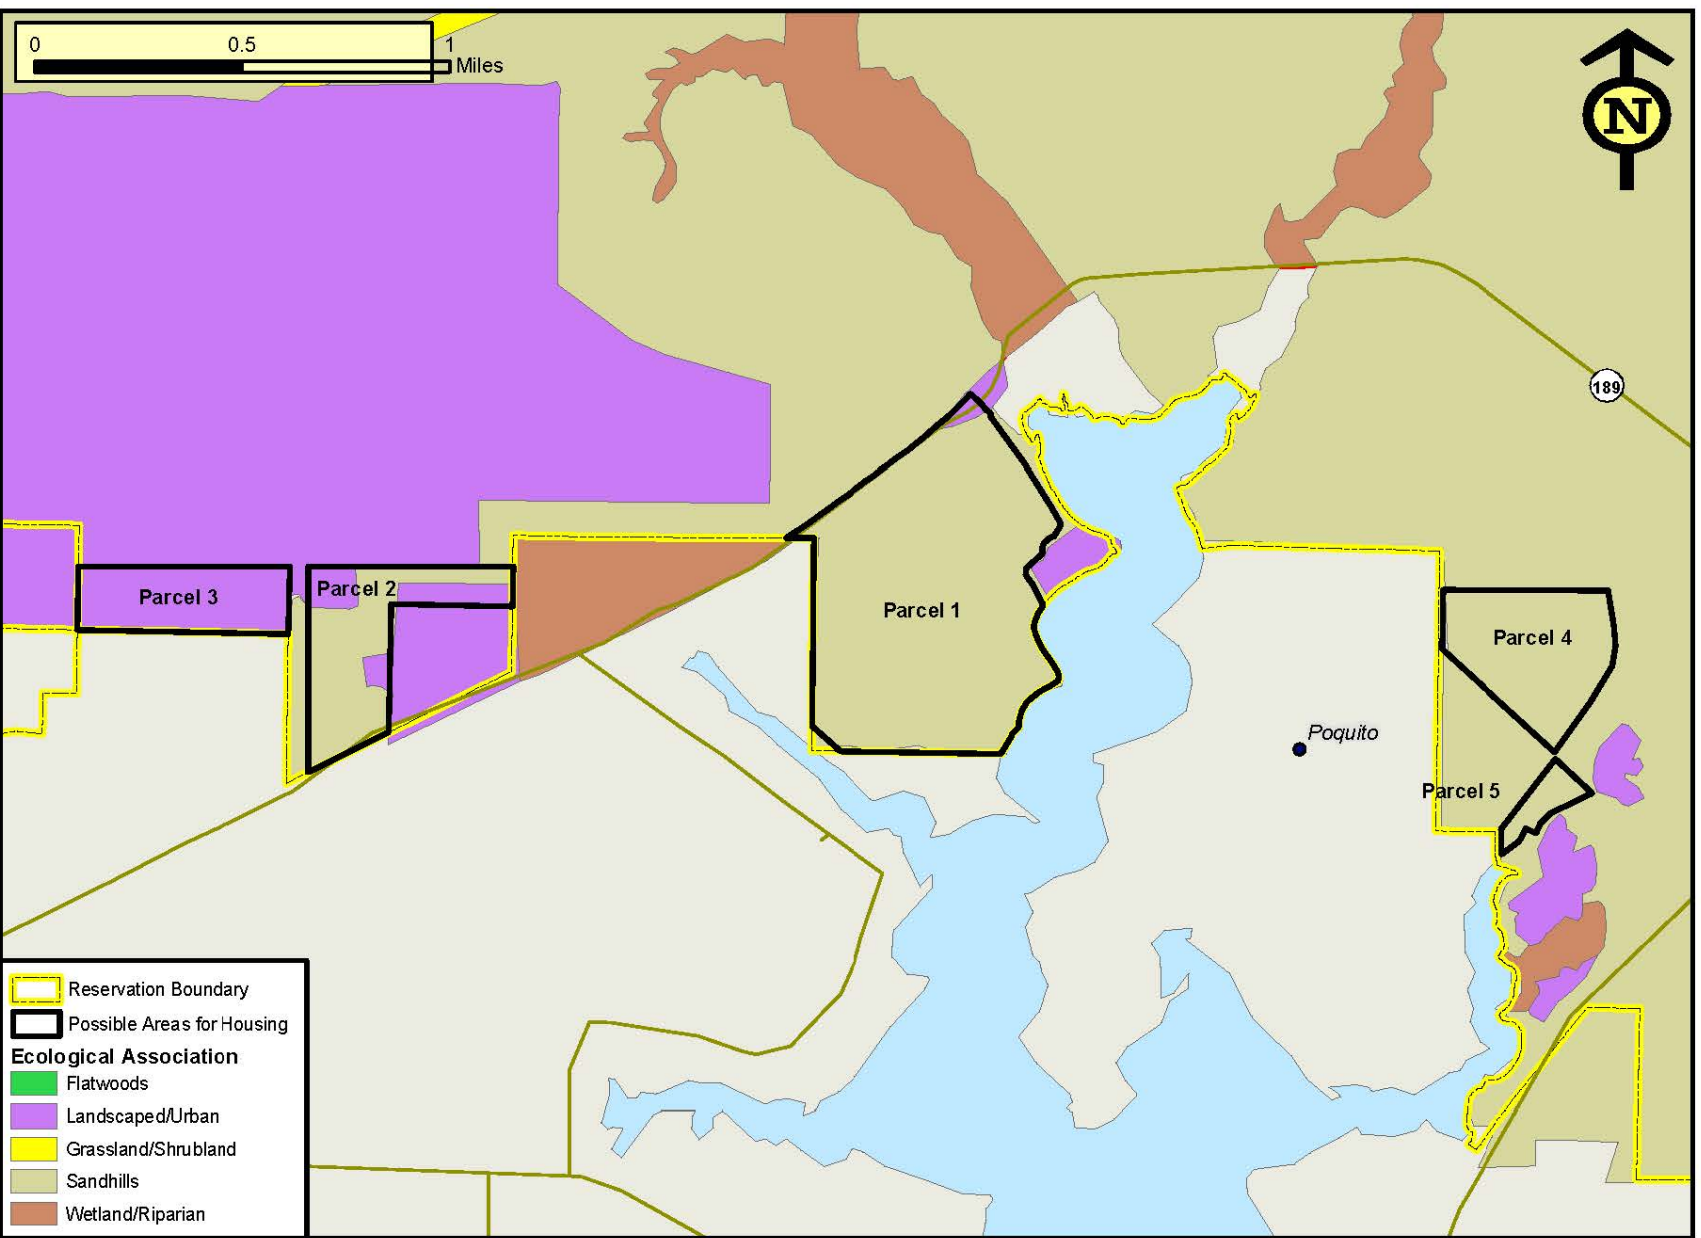 0 0.5 1
Miles
N
189
Parcel 3
Parcel 2
Parcel 1
Parcel 4
Poquito
Parcel 5
Reservation Boundary
Possible Areas for Housing
Ecological Association
Flatwoods
Landscaped/Urban
Grassland/Shrubland
Sandhills
Wetland/Riparian